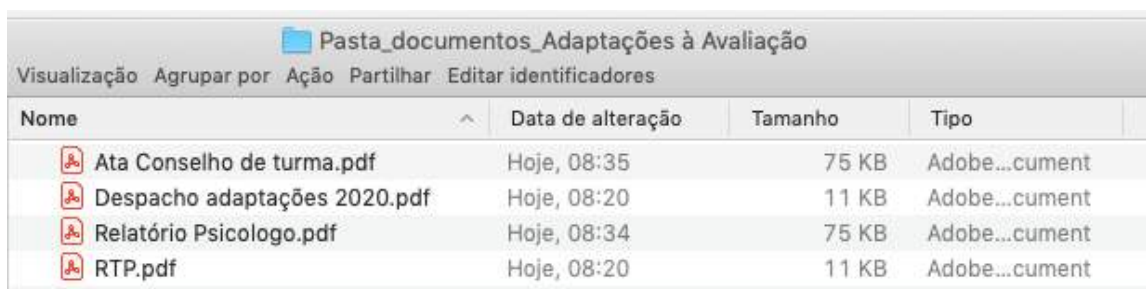 Pasta_documentos_Adaptações à Avaliação
Visualização Agrupar por Ação Partilhar Editar identificadores
Nome Data de alteração Tamanho Tipo
Ata Conselho de turma.pdf Hoje, 08:35 75 KB Adobe...cument
Despacho adaptações 2020.pdf Hoje, 08:20 11 KB Adobe...cument
Relatório Psicologo.pdf Hoje, 08:34 75 KB Adobe...cument
RTP.pdf Hoje, 08:20 11 KB Adobe...cument